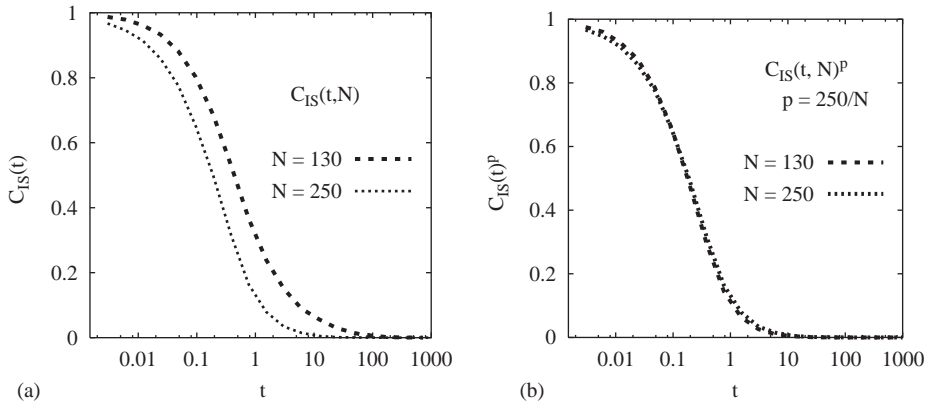 1
0.8
0.6
0.4
0.2
0
C_IS(t)
C_IS(t,N)
N = 130
N = 250
0.01 0.10 1 10 100 1000
(a)
t
1
0.8
0.6
0.4
0.2
0
C_IS(t)^p
C_IS(t, N)^p
p = 250/N
N = 130
N = 250
0.01 0.1 1 10 100 1000
(b)
t